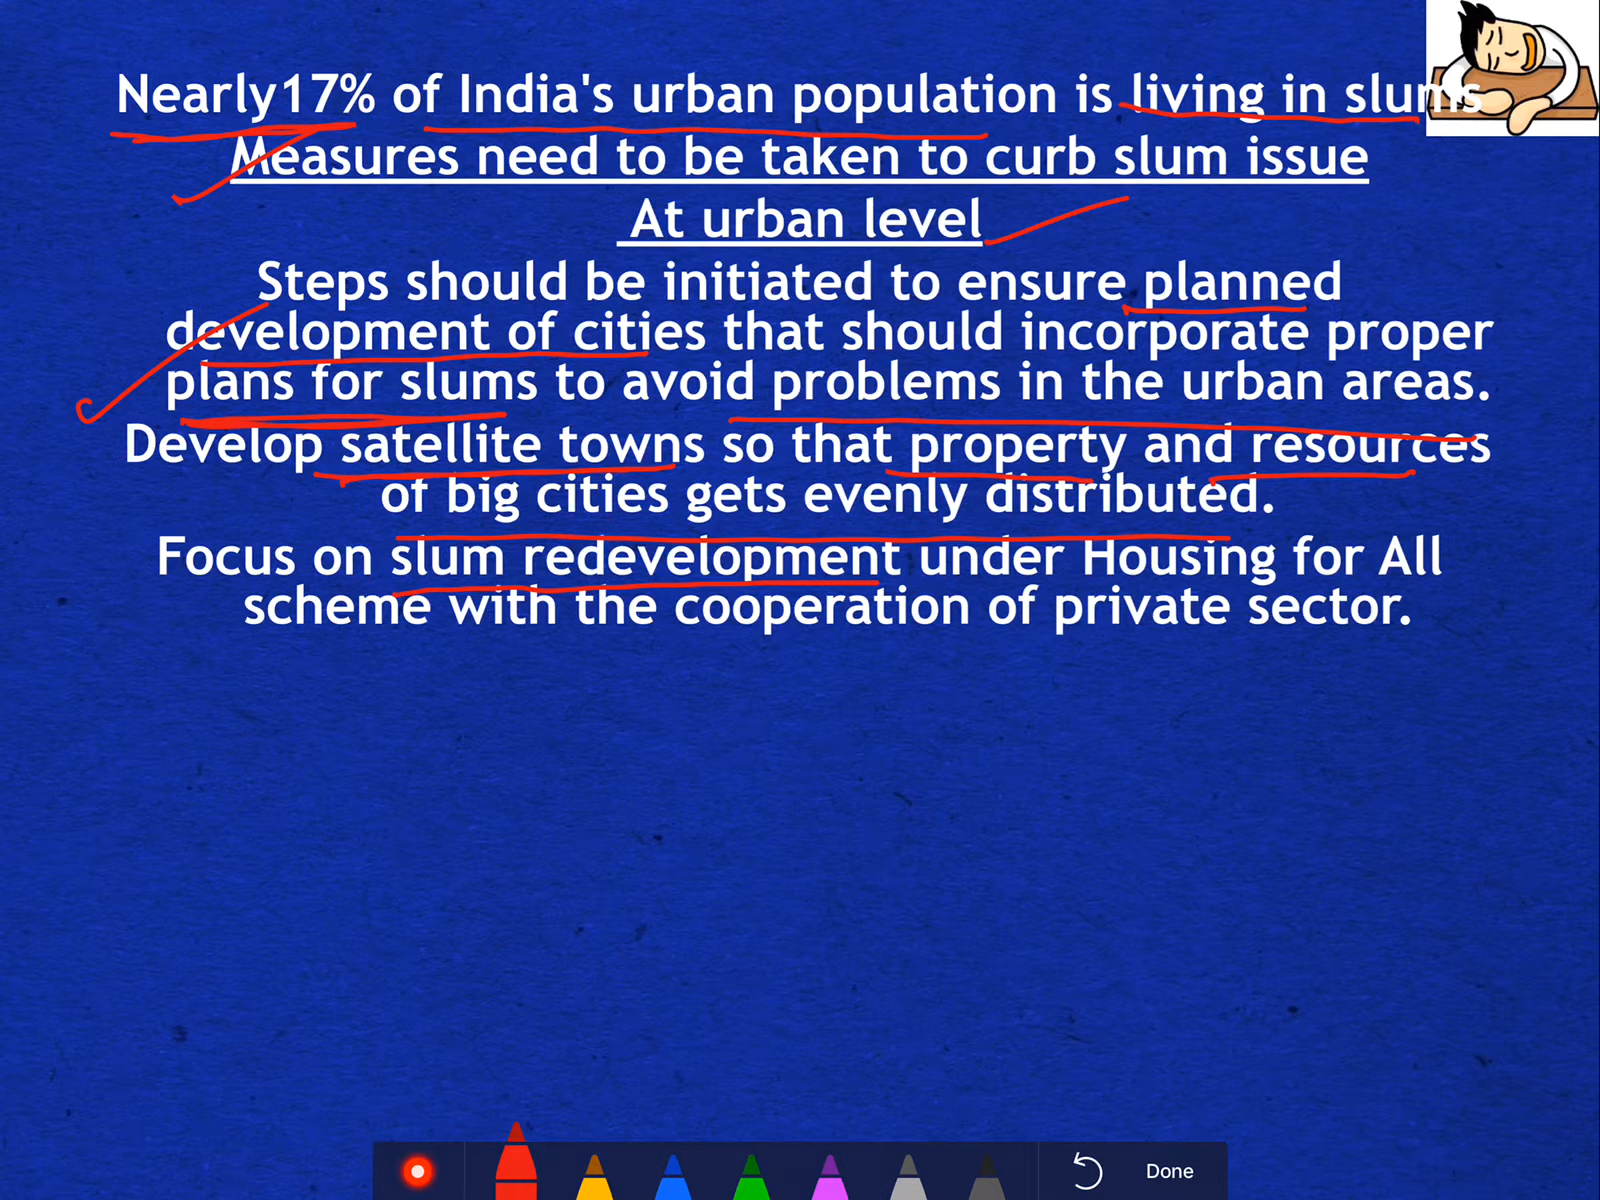 Nearly17% of India's urban population is living in slums
Measures need to be taken to curb slum issue
At urban level
Steps should be initiated to ensure planned
development of cities that should incorporate proper
plans for slums to avoid problems in the urban areas.
Develop satellite towns so that property and resources
of big cities gets evenly distributed.
Focus on slum redevelopment under Housing for All
scheme with the cooperation of private sector.
Done